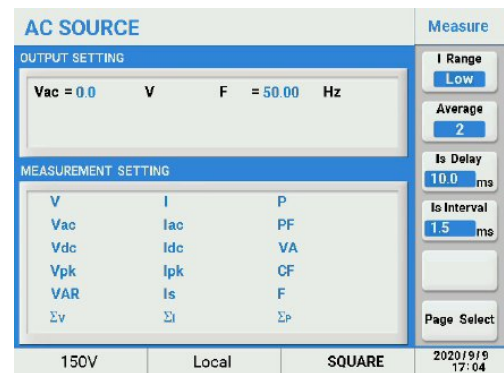 AC SOURCE
Measure
OUTPUT SETTING
Vac = 0.0 V F = 50.00 Hz
MEASUREMENT SETTING
V I P
Vac Iac PF
Vdc Idc VA
Vpk Ipk CF
VAR Is F
Σv Σı Σᴘ
I Range
Low
Average
2
Is Delay
10.0 ms
Is Interval
1.5 ms
Page Select
150V Local SQUARE 2020/9/9
17:04